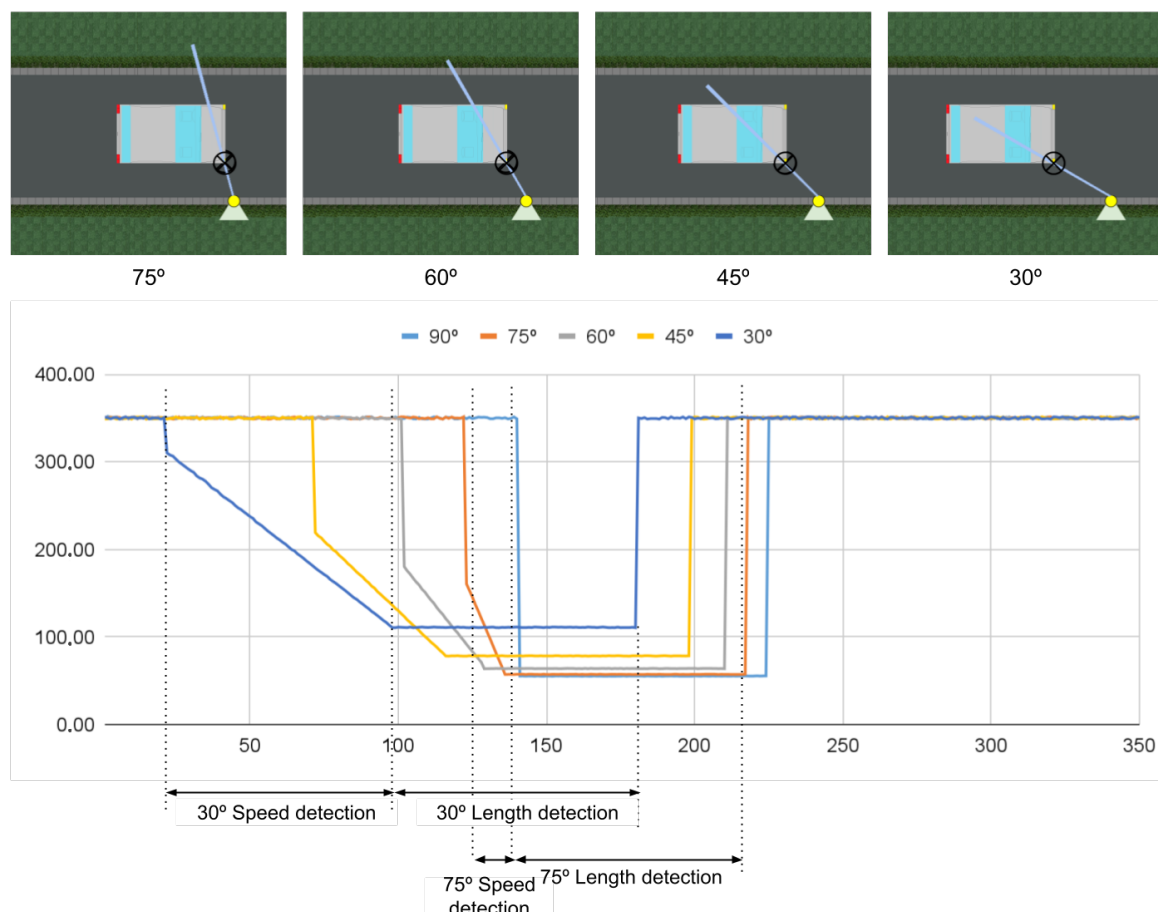 75º
60º
45º
30º
90º 75º 60º 45º 30º
400.00
300.00
200.00
100.00
0.00
50 100 150 200 250 300 350
30º Speed detection
30º Length detection
75º Speed
detection
75º Length detection